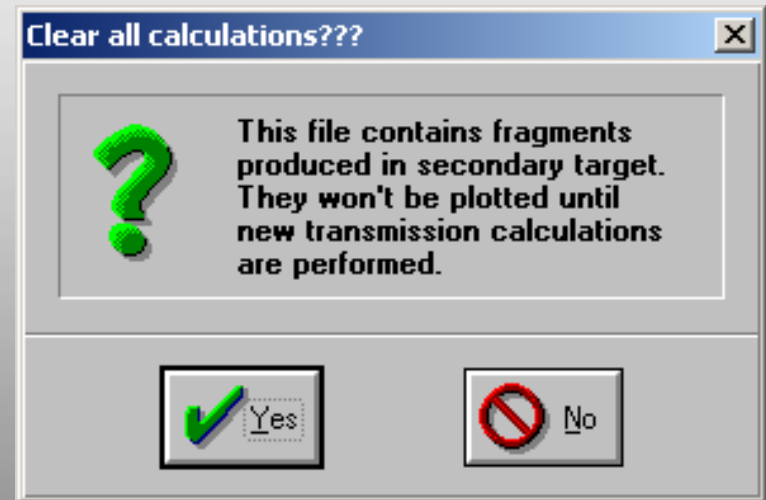 Clear all calculations???
This file contains fragments
produced in secondary target.
They won't be plotted until
new transmission calculations
are performed.
Yes
No